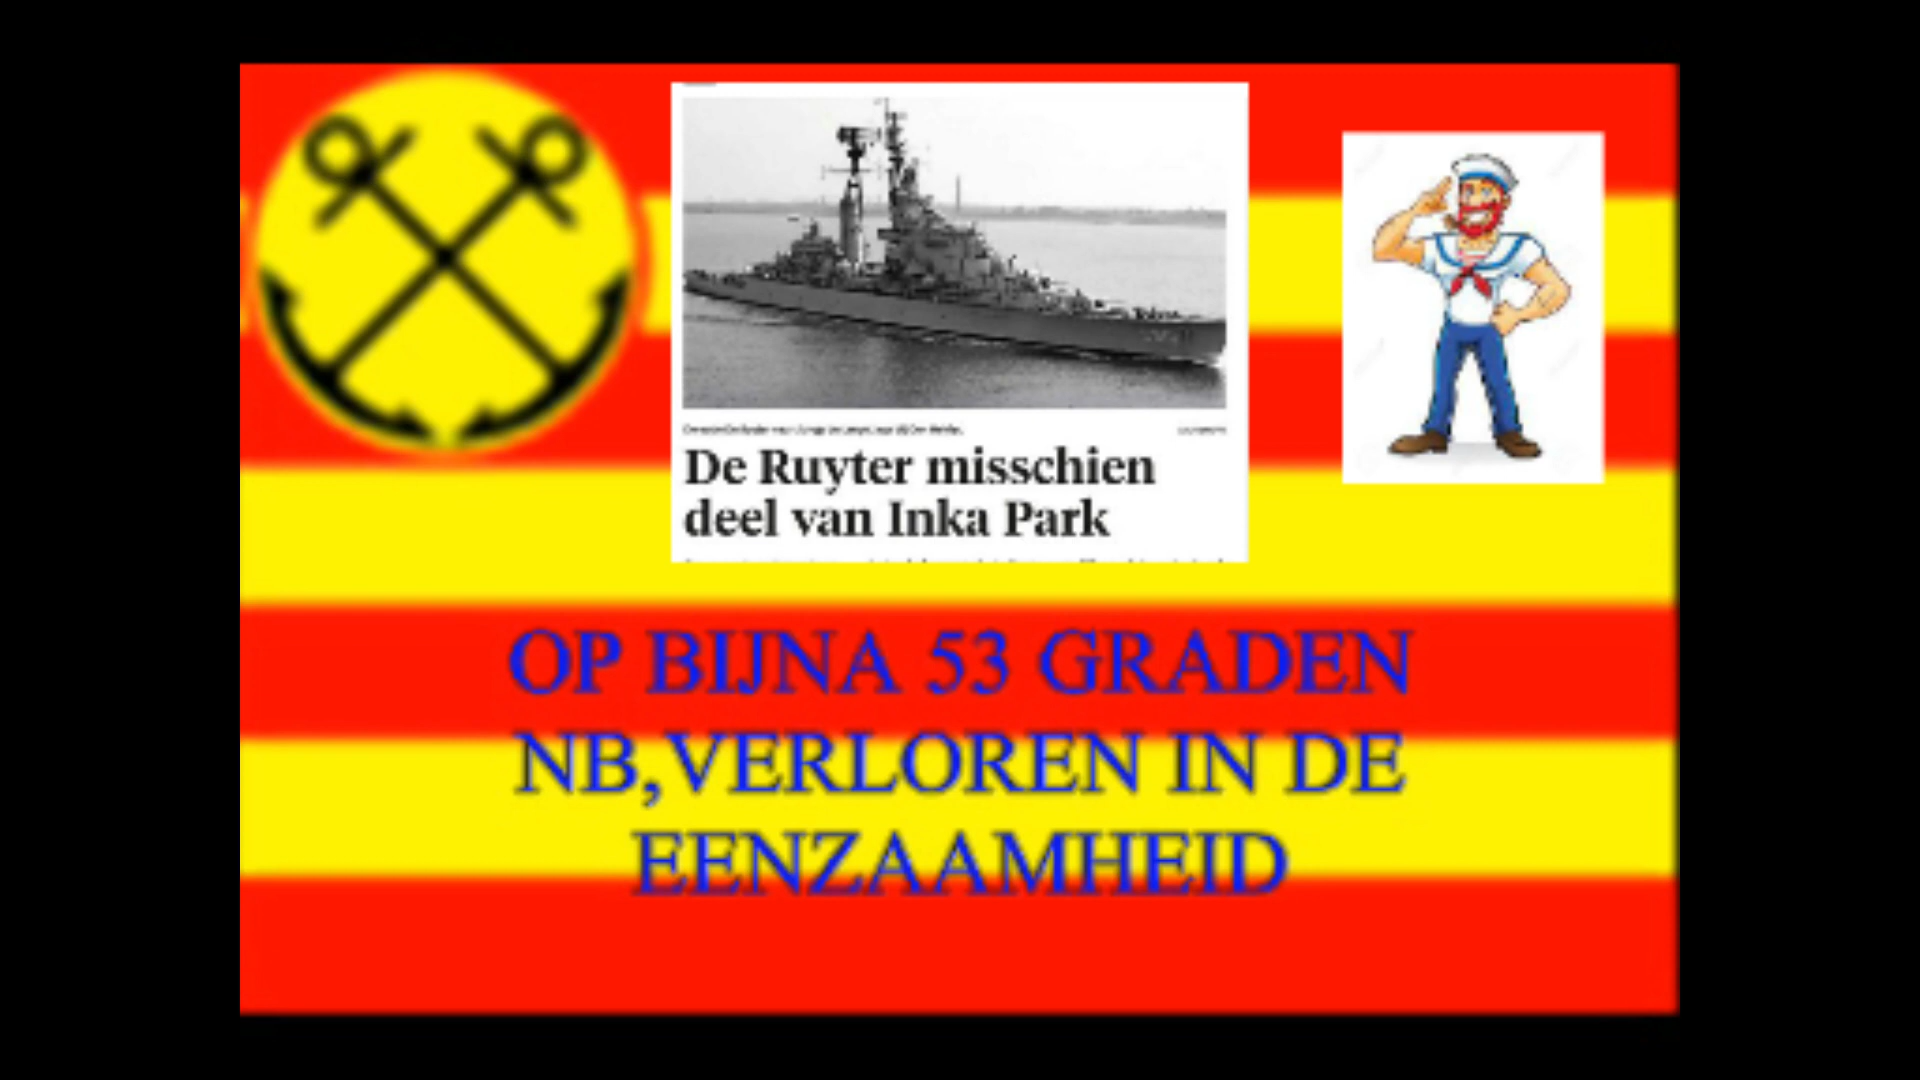 De Ruyter misschien
deel van Inka Park
OP BIJNA 53 GRADEN
NB,VERLOREN IN DE
EENZAAMHEID